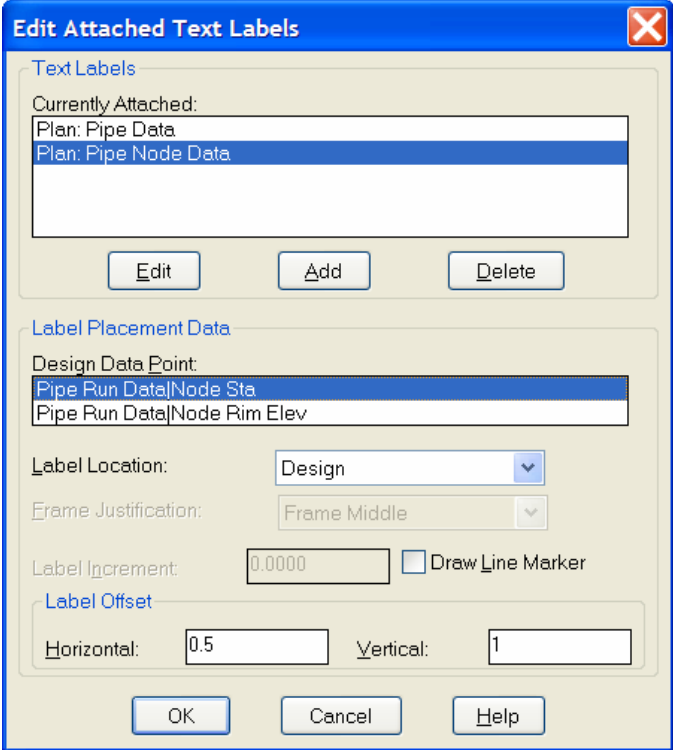 Edit Attached Text Labels
Text Labels
Currently Attached:
Plan: Pipe Data
Plan: Pipe Node Data
Edit Add Delete
Label Placement Data
Design Data Point:
Pipe Run Data|Node Sta
Pipe Run Data|Node Rim Elev
Label Location: Design
Frame Justification: Frame Middle
Label Increment: 0.0000 Draw Line Marker
Label Offset
Horizontal: 0.5 Vertical: 1
OK Cancel Help